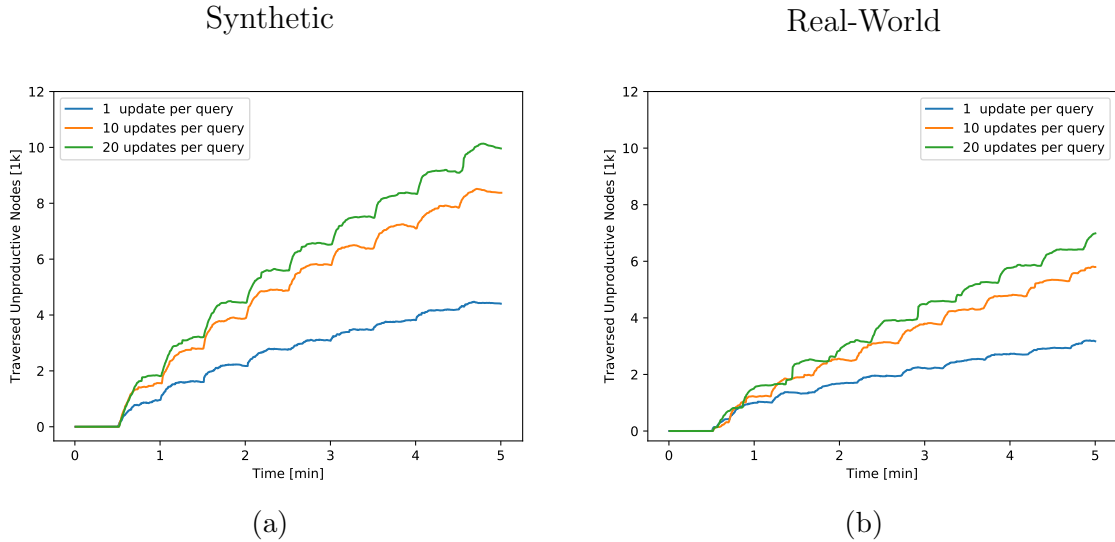 Synthetic
Real-World
12
10
8
6
4
2
0
Traversed Unproductive Nodes [1k]
1  update per query
10 updates per query
20 updates per query
0
1
2
3
4
5
Time [min]
(a)
12
10
8
6
4
2
0
Traversed Unproductive Nodes [1k]
1  update per query
10 updates per query
20 updates per query
0
1
2
3
4
5
Time [min]
(b)